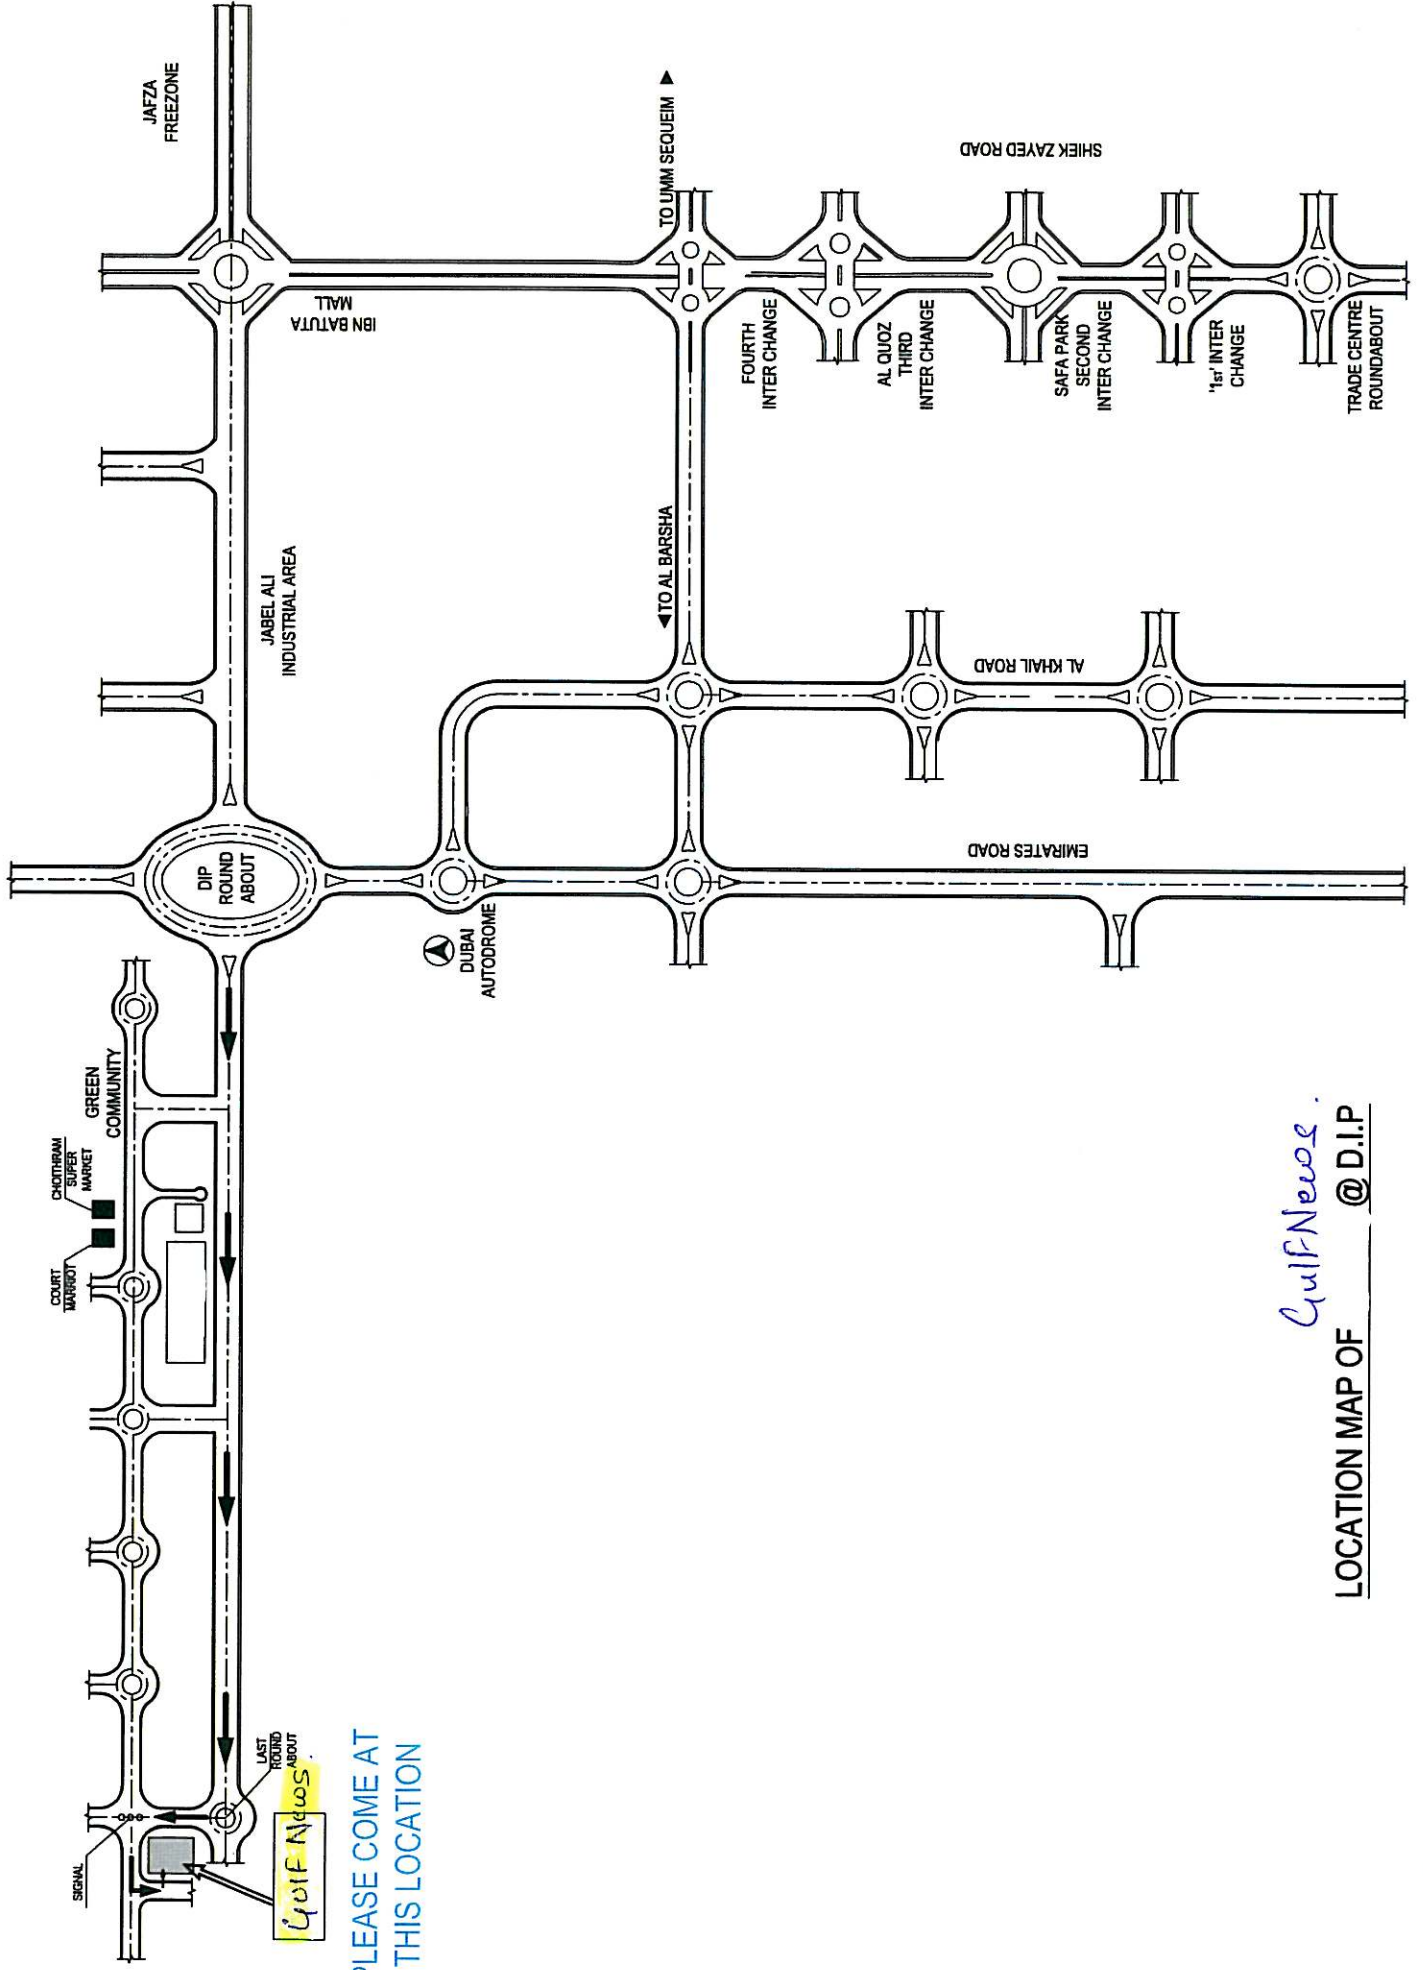 JAFZA
FREEZONE
IBN BATUTA
MALL
JABEL ALI
INDUSTRIAL AREA
TO UMM SEQUEIM
TO AL BARSHA
SHIEK ZAYED ROAD
FOURTH
INTER CHANGE
AL QUOZ
THIRD
INTER CHANGE
SAFA PARK
SECOND
INTER CHANGE
'1st' INTER
CHANGE
TRADE CENTRE
ROUNDABOUT
AL KHAIL ROAD
EMIRATES ROAD
DIP
ROUND
ABOUT
DUBAI
AUTODROME
GREEN
COMMUNITY
CHOITHRAM
SUPER
MARKET
COURT
MARRIOT
SIGNAL
LAST
ROUND
ABOUT
Gulf News.
PLEASE COME AT
THIS LOCATION
Gulf News.
LOCATION MAP OF @ D.I.P